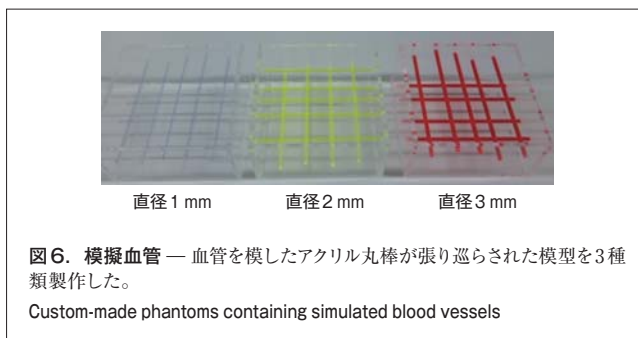 直径1 mm
直径2 mm
直径3 mm
図6. 模擬血管 — 血管を模したアクリル丸棒が張り巡らされた模型を3種
類製作した。
Custom-made phantoms containing simulated blood vessels